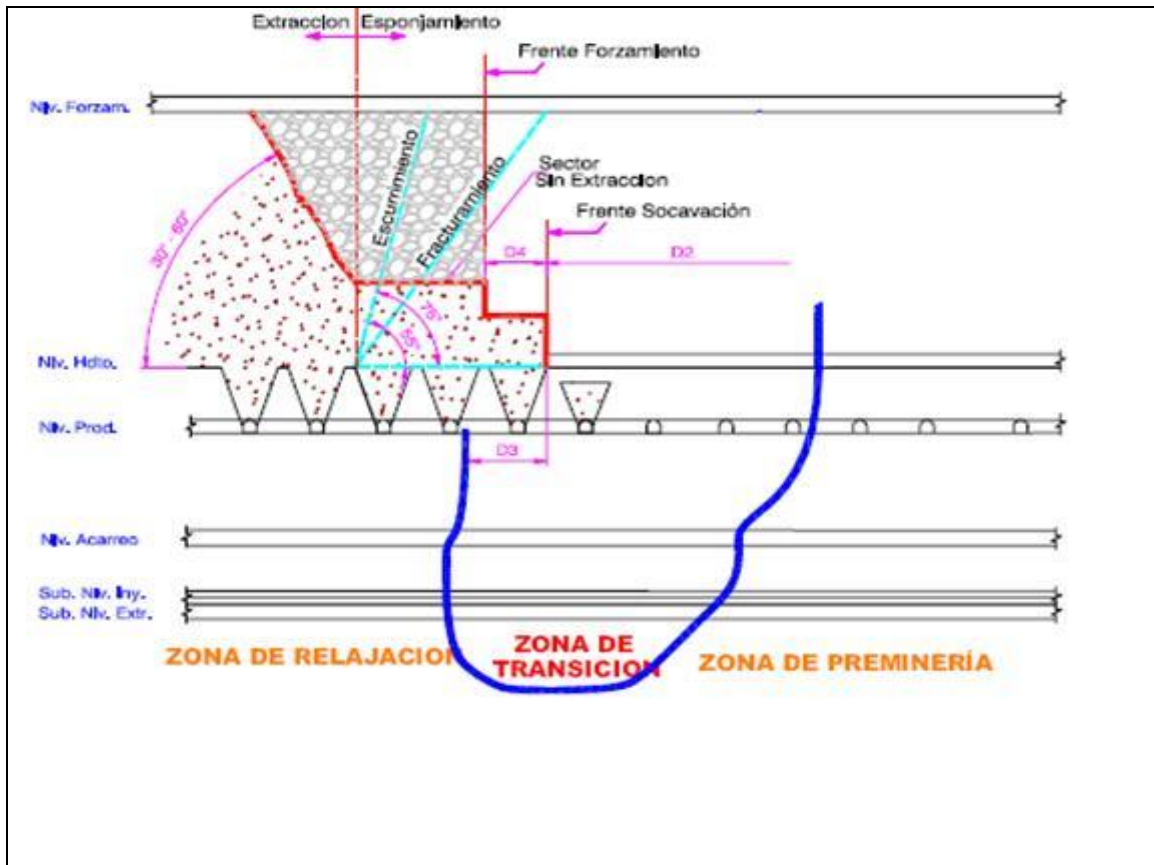 Extraccion Esponjamiento
Frente Forzamiento
Niv. Forzam.
Escurrimiento
Fracturamiento
Sector
Sin Extraccion
Frente Socavación
30° - 60°
D4
D2
75°
55°
Niv. Hdto.
Niv. Prod.
D3
Niv. Acarreo
Sub. Niv. Iny.
Sub. Niv. Extr.
ZONA DE RELAJACION
ZONA DE
TRANSICION
ZONA DE PREMINERÍA